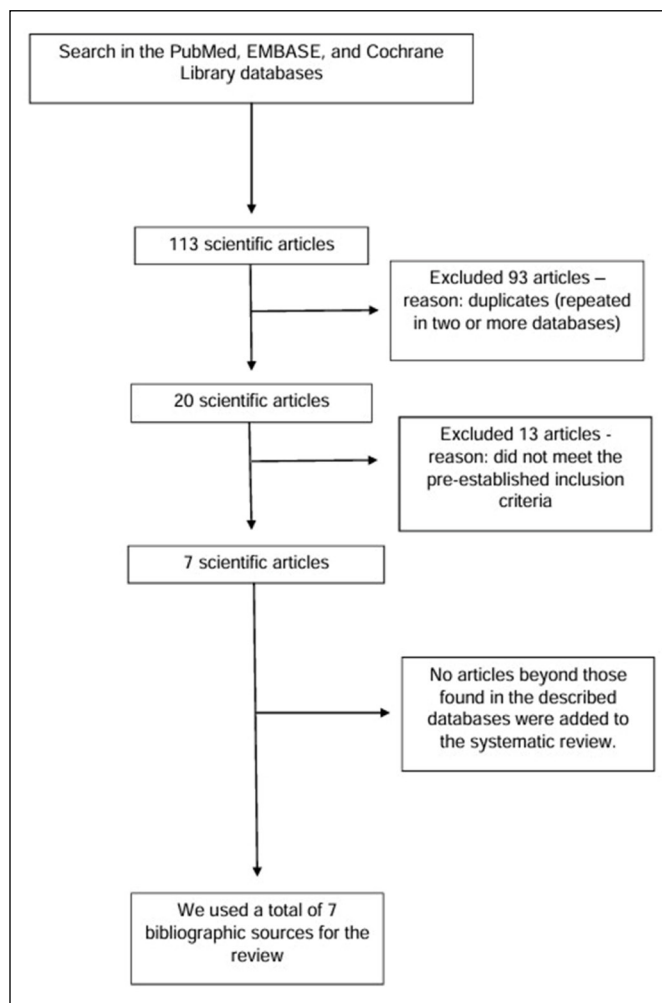 Search in the PubMed, EMBASE, and Cochrane
Library databases
113 scientific articles
Excluded 93 articles –
reason: duplicates (repeated
in two or more databases)
20 scientific articles
Excluded 13 articles -
reason: did not meet the
pre-established inclusion
criteria
7 scientific articles
No articles beyond those
found in the described
databases were added to
the systematic review.
We used a total of 7
bibliographic sources for the
review